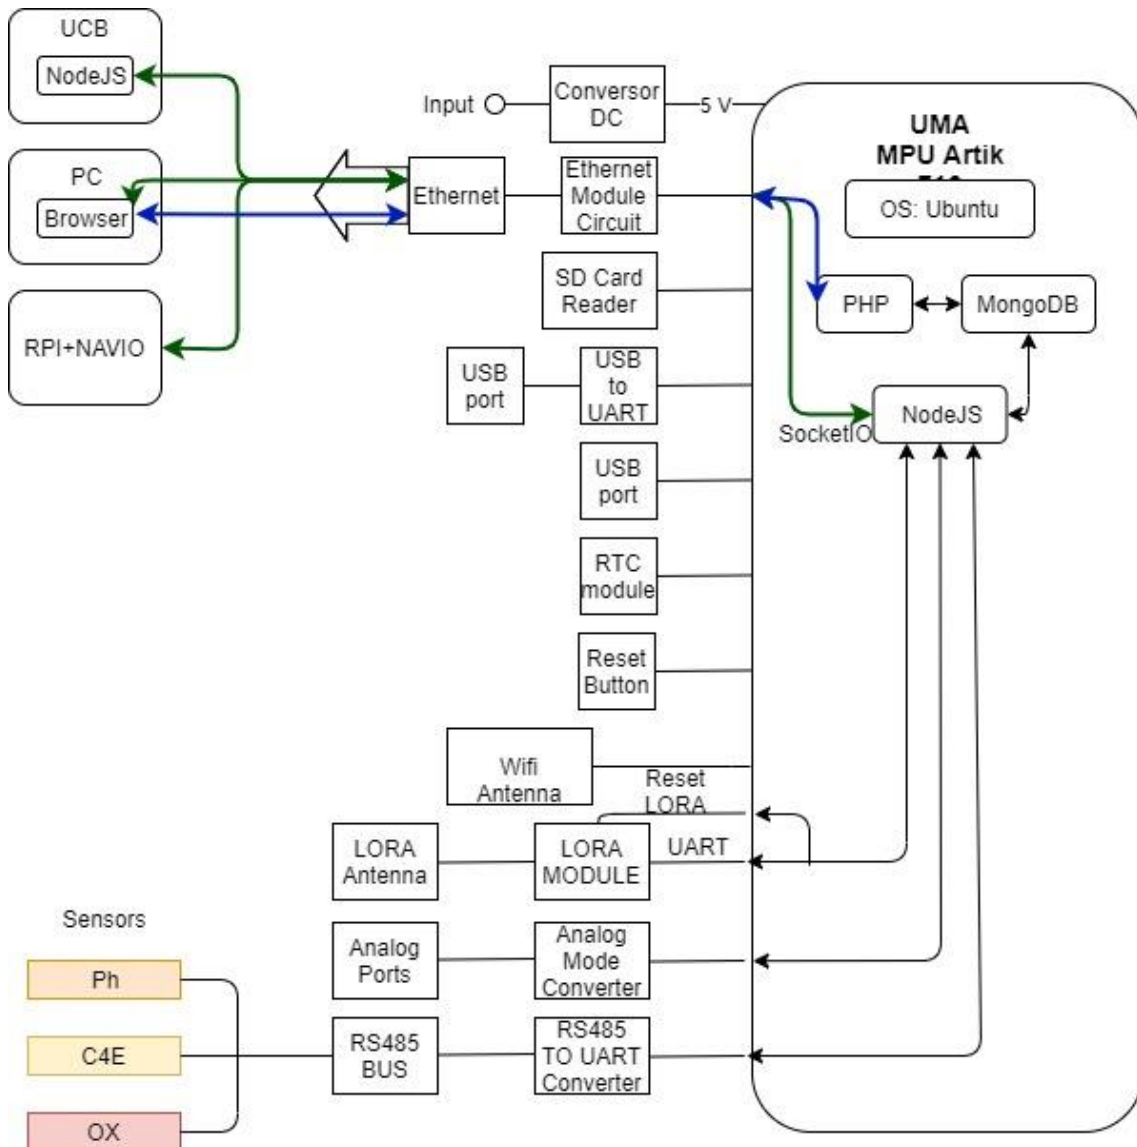 UCB
NodeJS
PC
Browser
RPI+NAVIO
Input
Conversor
DC
5 V
Ethernet
Ethernet
Module
Circuit
SD Card
Reader
USB
port
USB
to
UART
USB
port
RTC
module
Reset
Button
Wifi
Antenna
Reset
LORA
LORA
Antenna
LORA
MODULE
UART
Analog
Ports
Analog
Mode
Converter
RS485
BUS
RS485
TO UART
Converter
Sensors
Ph
C4E
OX
UMA
MPU Artik
OS: Ubuntu
PHP
MongoDB
NodeJS
SocketIO